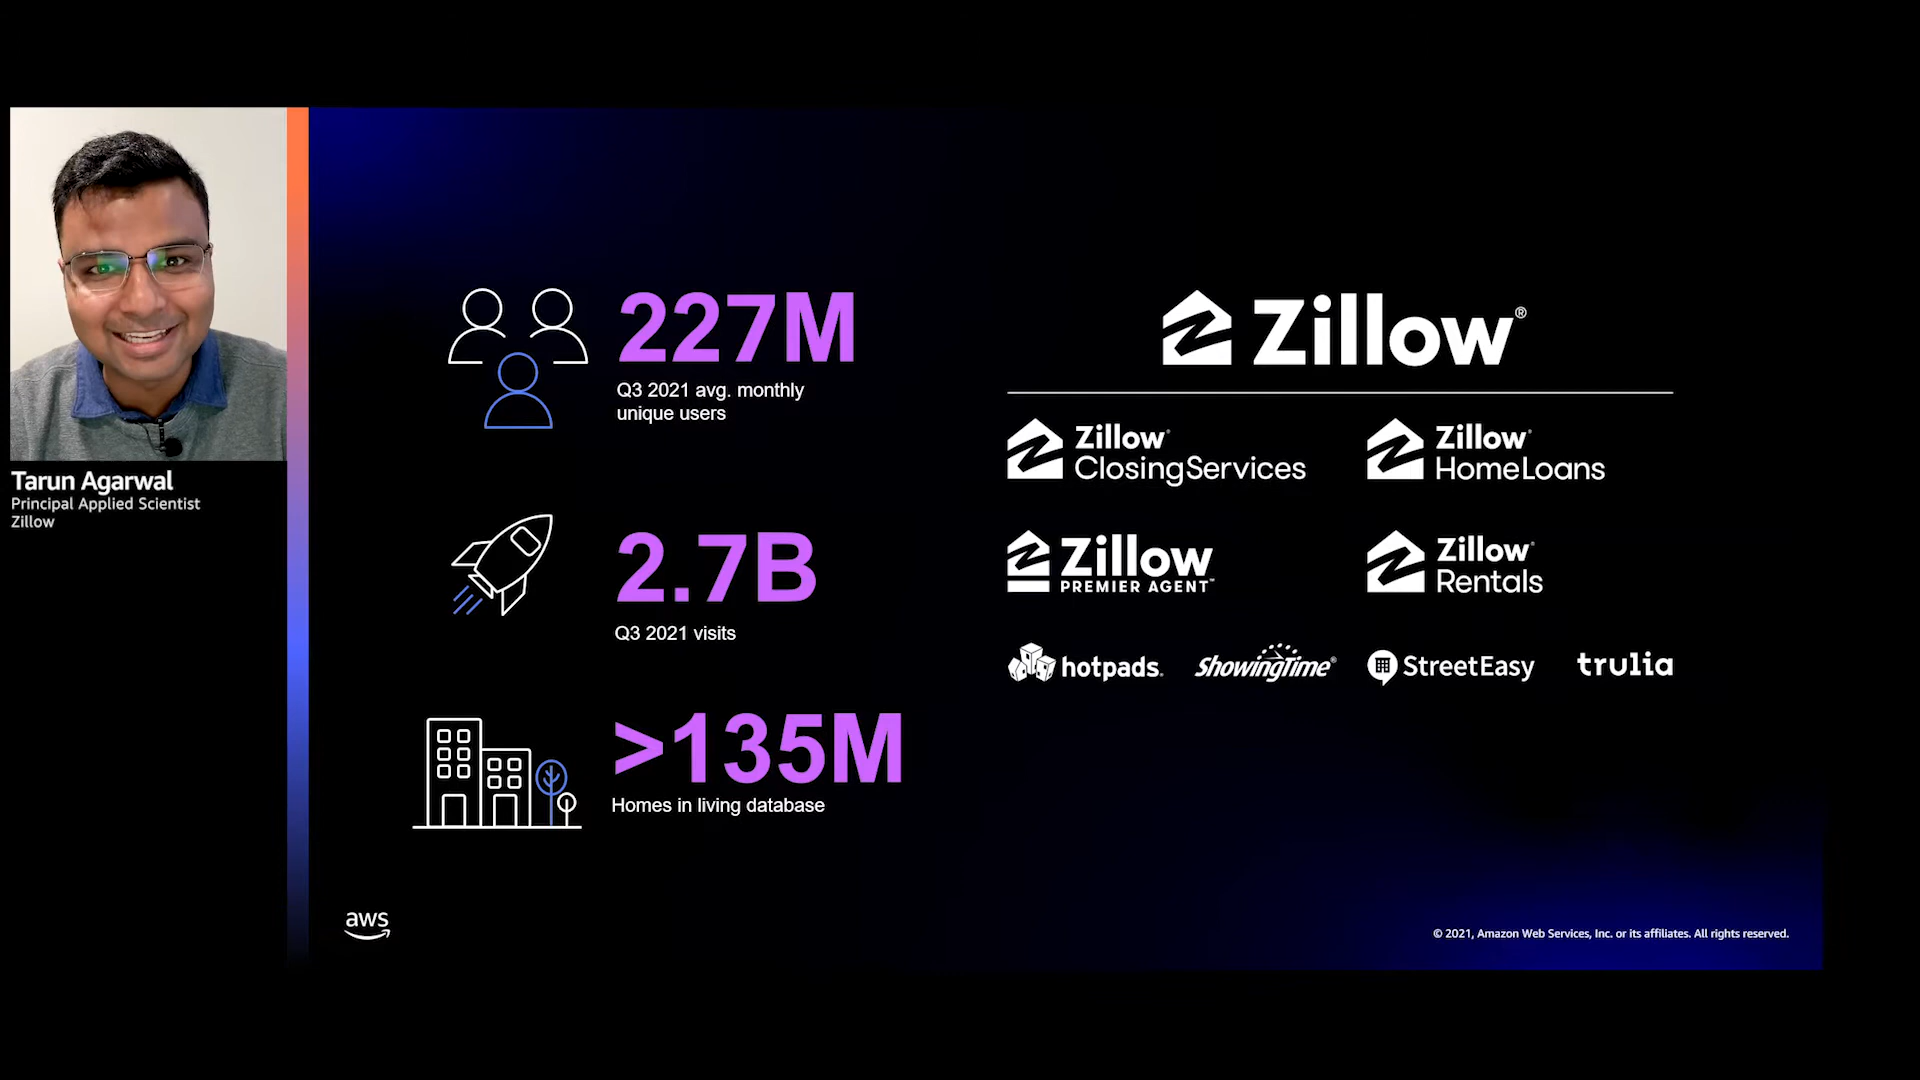 Tarun Agarwal
Principal Applied Scientist
Zillow
227M
Q3 2021 avg. monthly
unique users
2.7B
Q3 2021 visits
>135M
Homes in living database
Zillow®
Zillow®
ClosingServices
Zillow®
HomeLoans
Zillow
PREMIER AGENT™
Zillow®
Rentals
hotpads.
ShowingTime®
StreetEasy
trulia
aws
© 2021, Amazon Web Services, Inc. or its affiliates. All rights reserved.